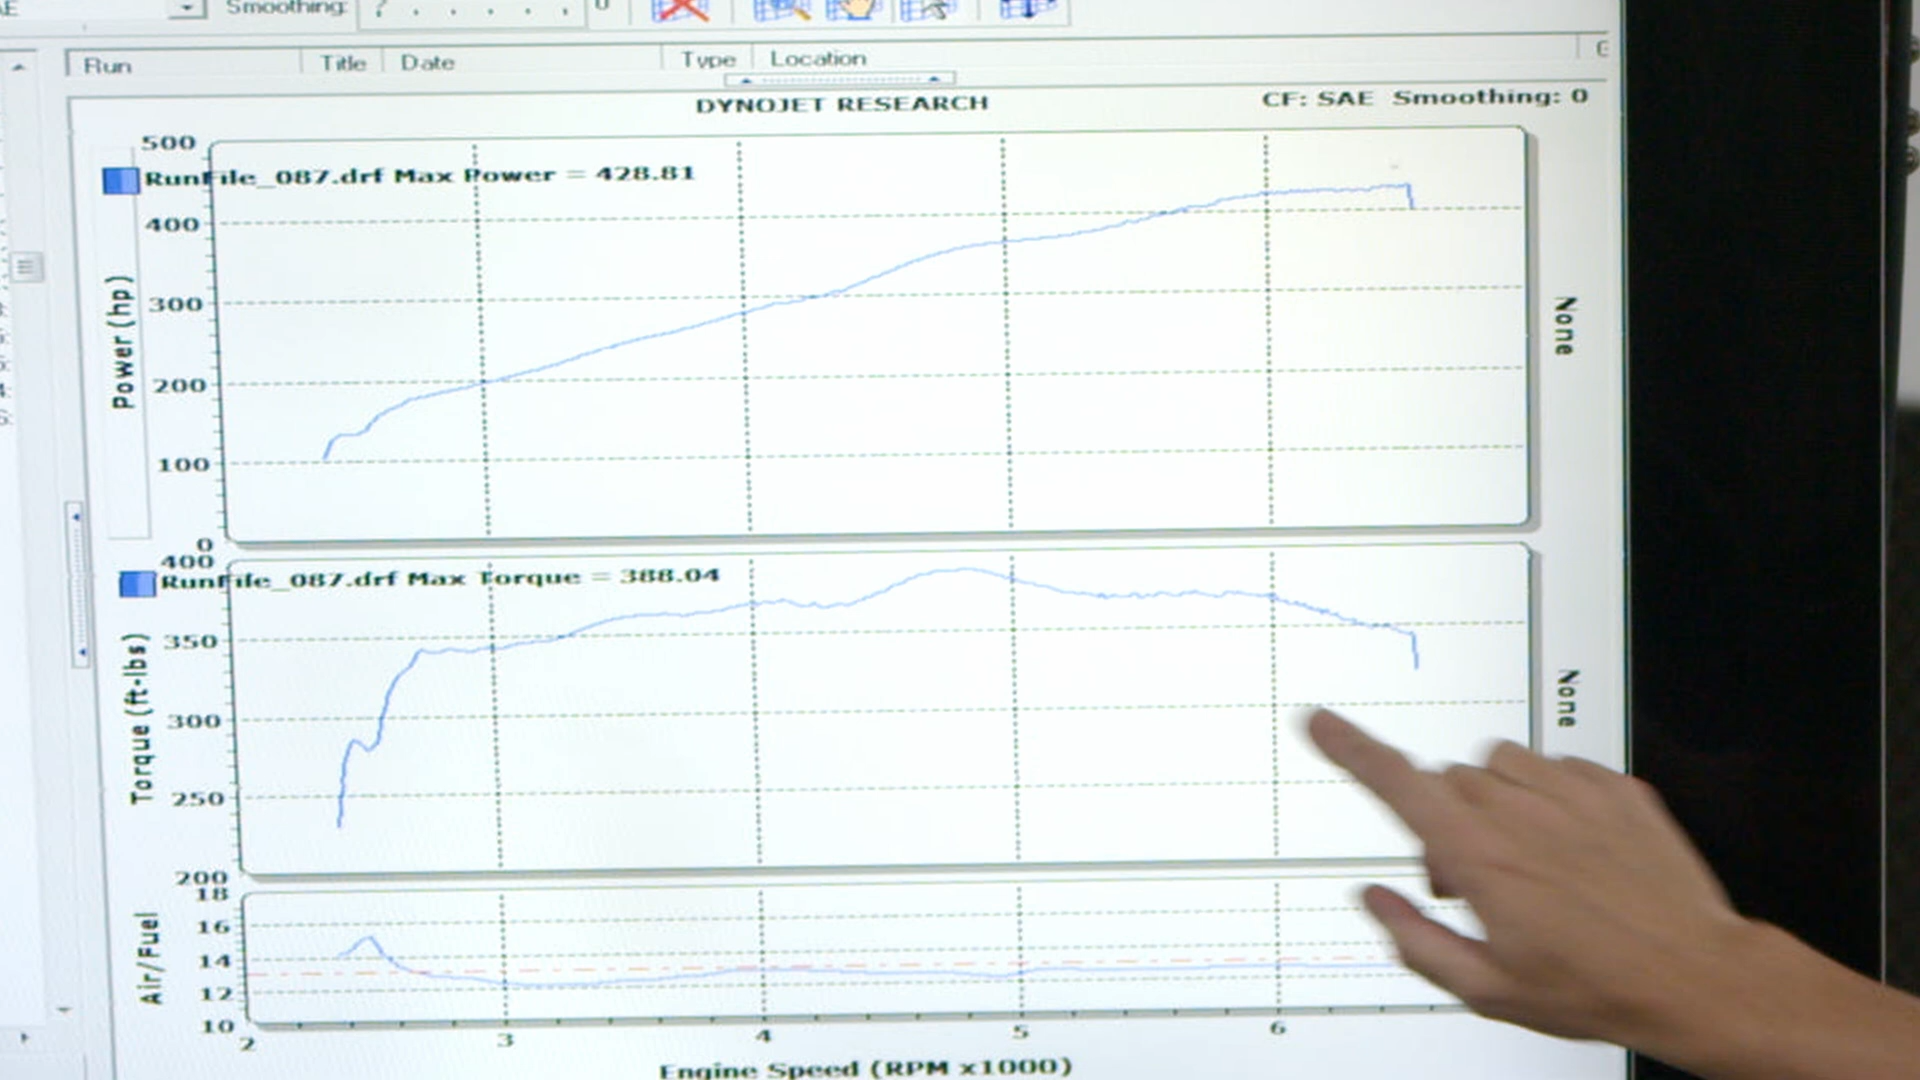 Smoothing:
0
Run Title Date Type Location
DYNOJET RESEARCH
CF: SAE Smoothing: 0
500
RunFile_087.drf Max Power = 428.81
400
300
200
100
0
Power (hp)
None
400
RunFile_087.drf Max Torque = 388.04
350
300
250
200
Torque (ft-lbs)
None
18
16
14
12
10
Air/Fuel
2 3 4 5 6
Engine Speed (RPM x1000)